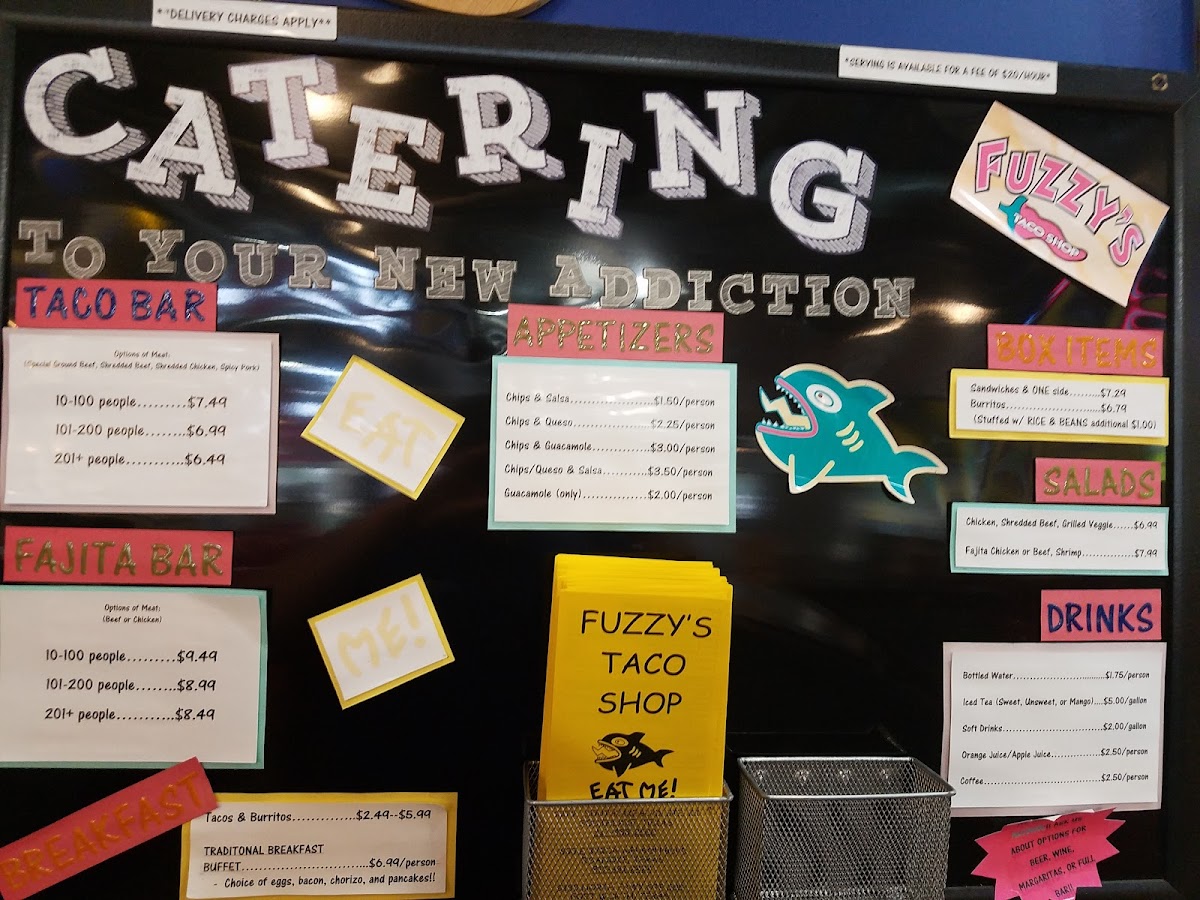 **DELIVERY CHARGES APPLY**
*SERVING IS AVAILABLE FOR A FEE OF $20/HOUR*
CATERING
TO YOUR NEW ADDICTION
FUZZY'S
TACO SHOP
TACO BAR
Options of Meat:
(Special Ground Beef, Shredded Beef, Shredded Chicken, Spicy Pork)
10-100 people.........$7.49
101-200 people........$6.99
201+ people...........$6.49
EAT
ME!
FAJITA BAR
Options of Meat:
(Beef or Chicken)
10-100 people.........$9.49
101-200 people........$8.99
201+ people...........$8.49
BREAKFAST
Tacos & Burritos..............$2.49--$5.99
TRADITONAL BREAKFAST
BUFFET............................$6.99/person
- Choice of eggs, bacon, chorizo, and pancakes!!
APPETIZERS
Chips & Salsa........................$1.50/person
Chips & Queso......................$2.25/person
Chips & Guacamole..............$3.00/person
Chips/Queso & Salsa............$3.50/person
Guacamole (only)................$2.00/person
FUZZY'S
TACO
SHOP
EAT ME!
BOX ITEMS
Sandwiches & ONE side.........$7.29
Burritos...........................$6.79
(Stuffed w/ RICE & BEANS additional $1.00)
SALADS
Chicken, Shredded Beef, Grilled Veggie......$6.99
Fajita Chicken or Beef, Shrimp.................$7.99
DRINKS
Bottled Water...............................$1.75/person
Iced Tea (Sweet, Unsweet, or Mango)....$5.00/gallon
Soft Drinks..................................$2.00/gallon
Orange Juice/Apple Juice................$2.50/person
Coffee.........................................$2.50/person
ABOUT OPTIONS FOR
BEER, WINE,
MARGARITAS, OR FULL
BAR!!